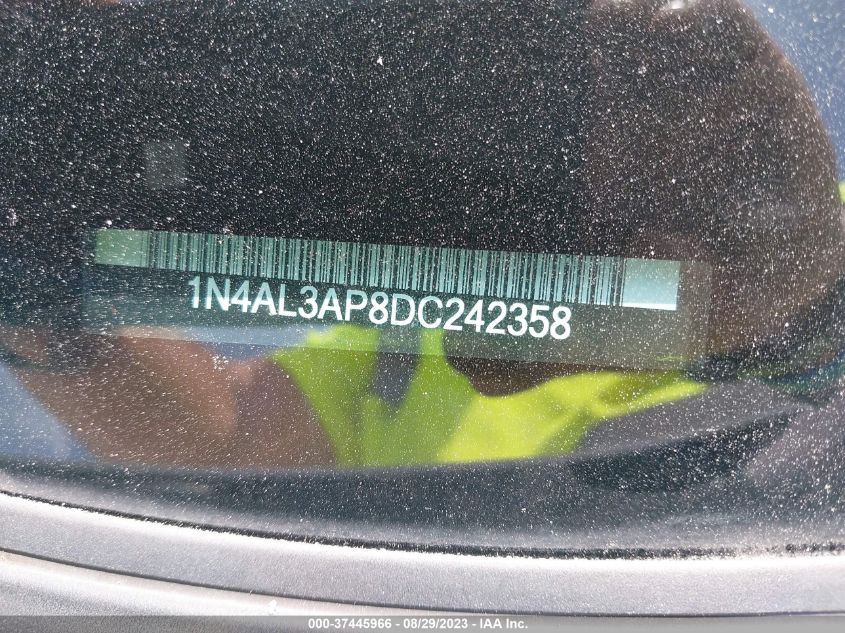 1N4AL3AP8DC242358
000-37445966 - 08/29/2023 - IAA Inc.